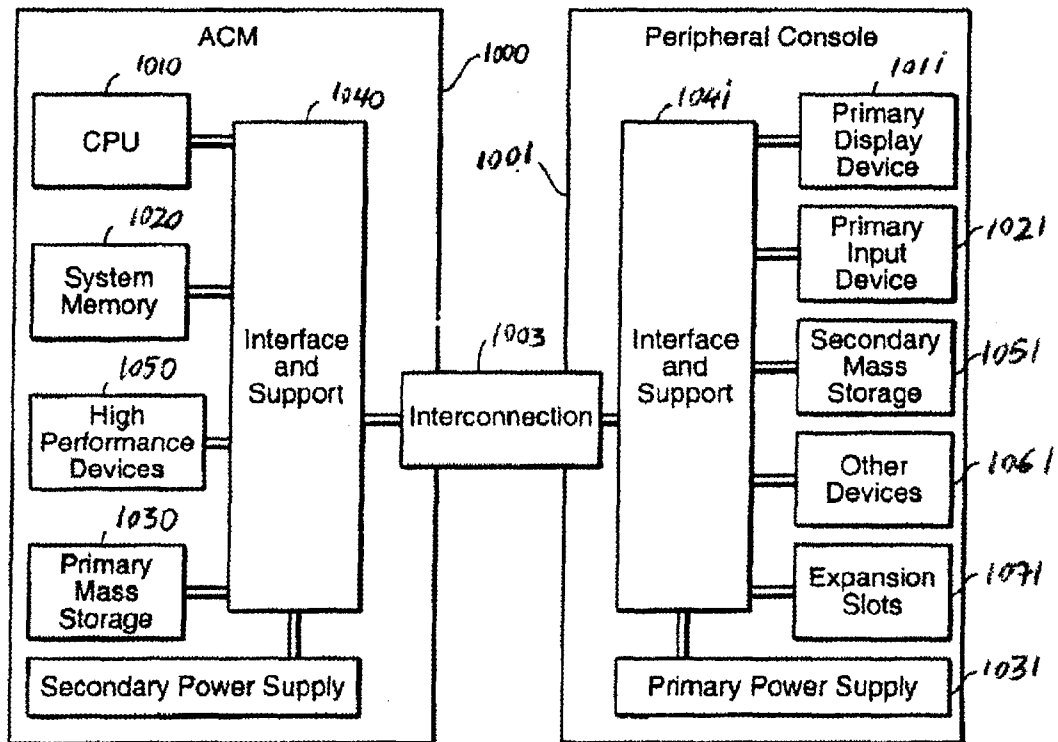 ACM
1000
1010
CPU
1040
1020
System
Memory
1050
High
Performance
Devices
1030
Primary
Mass
Storage
Interface
and
Support
Secondary Power Supply
1003
Interconnection
Peripheral Console
1001
1041
Interface
and
Support
1011
Primary
Display
Device
Primary
Input
Device
1021
Secondary
Mass
Storage
1051
Other
Devices
1061
Expansion
Slots
1071
Primary Power Supply
1031